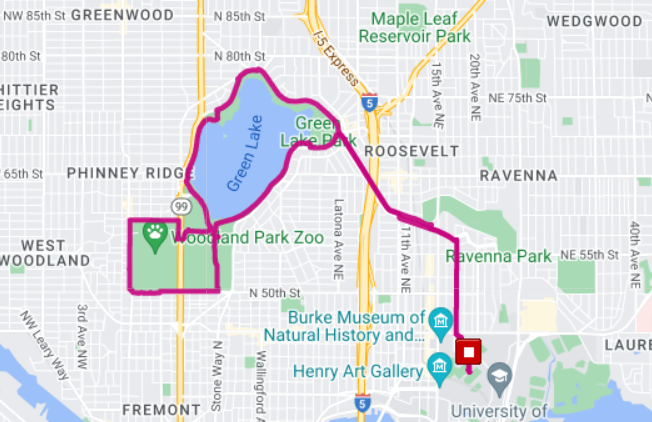 NW 85th St
GREENWOOD
N 85th St
Maple Leaf
Reservoir Park
WEDGWOOD
80th St
N 80th St
I-5 Express
15th Ave NE
20th Ave NE
HITTIER
EIGHTS
5
NE 75th St
Green Lake
Green
Lake Park
ROOSEVELT
65th St
PHINNEY RIDGE
RAVENNA
99
Woodland Park Zoo
WEST
WOODLAND
Latona Ave NE
11th Ave NE
Ravenna Park
NE 55th St
40th Ave NE
N 50th St
3rd Ave NW
NW Leary Way
Burke Museum of
Natural History and...
Henry Art Gallery
LAURE
Stone Way N
Wallingford A
FREMONT
5
University of